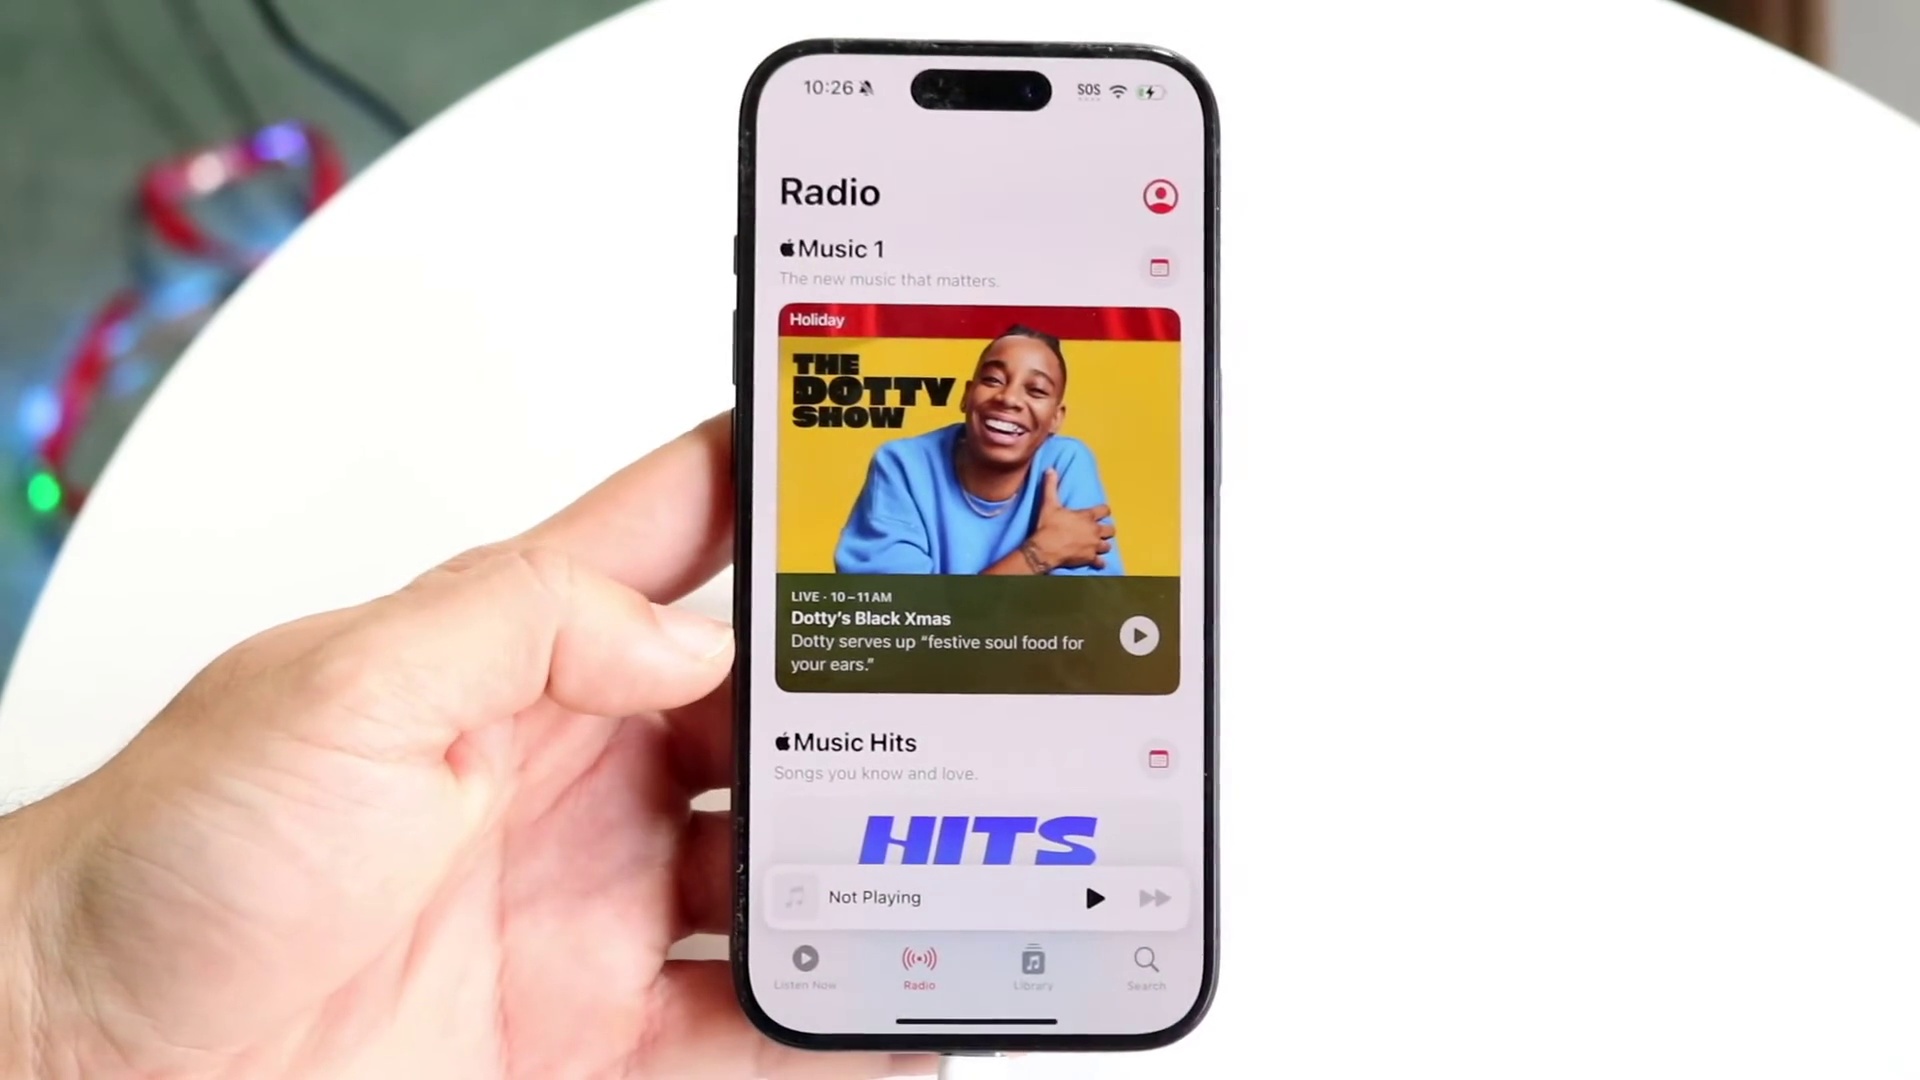 10:26
SOS
Radio
Music 1
The new music that matters.
Holiday
THE
DOTTY
SHOW
LIVE · 10–11 AM
Dotty's Black Xmas
Dotty serves up “festive soul food for
your ears.”
Music Hits
Songs you know and love.
HITS
Not Playing
Listen Now
Radio
Library
Search